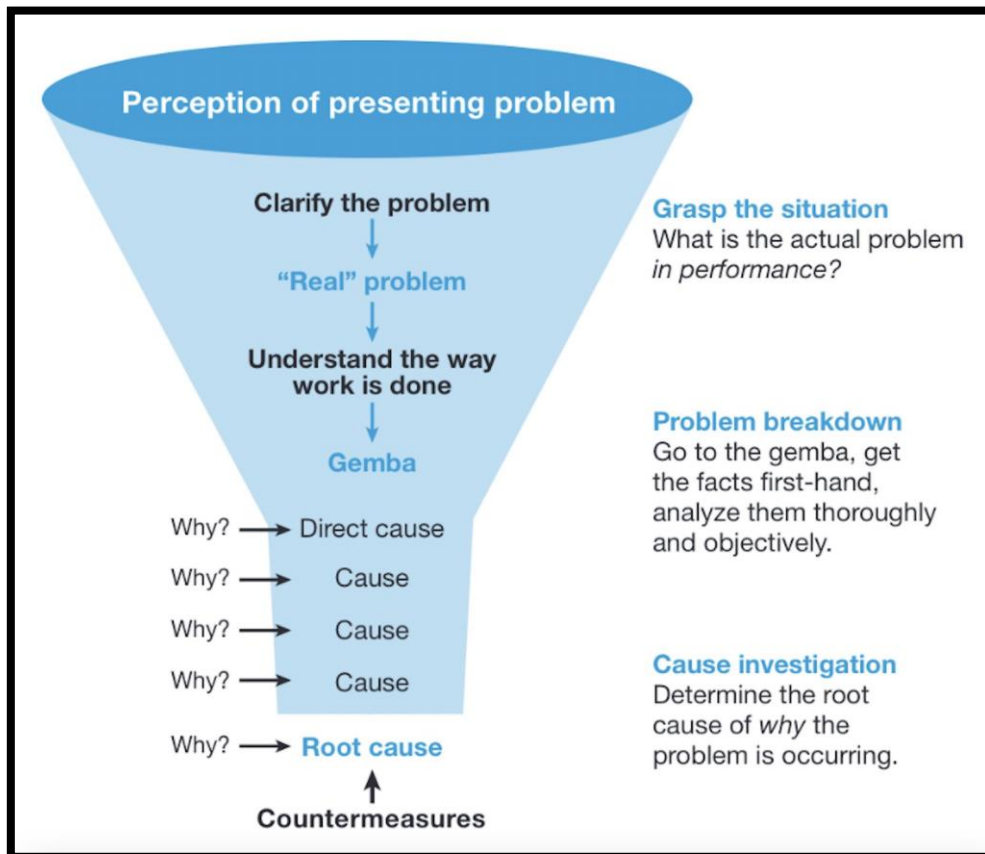 Perception of presenting problem
Clarify the problem
“Real” problem
Understand the way
work is done
Gemba
Why?
Direct cause
Why?
Cause
Why?
Cause
Why?
Cause
Why?
Root cause
Countermeasures
Grasp the situation
What is the actual problem
in performance?
Problem breakdown
Go to the gemba, get
the facts first-hand,
analyze them thoroughly
and objectively.
Cause investigation
Determine the root
cause of why the
problem is occurring.